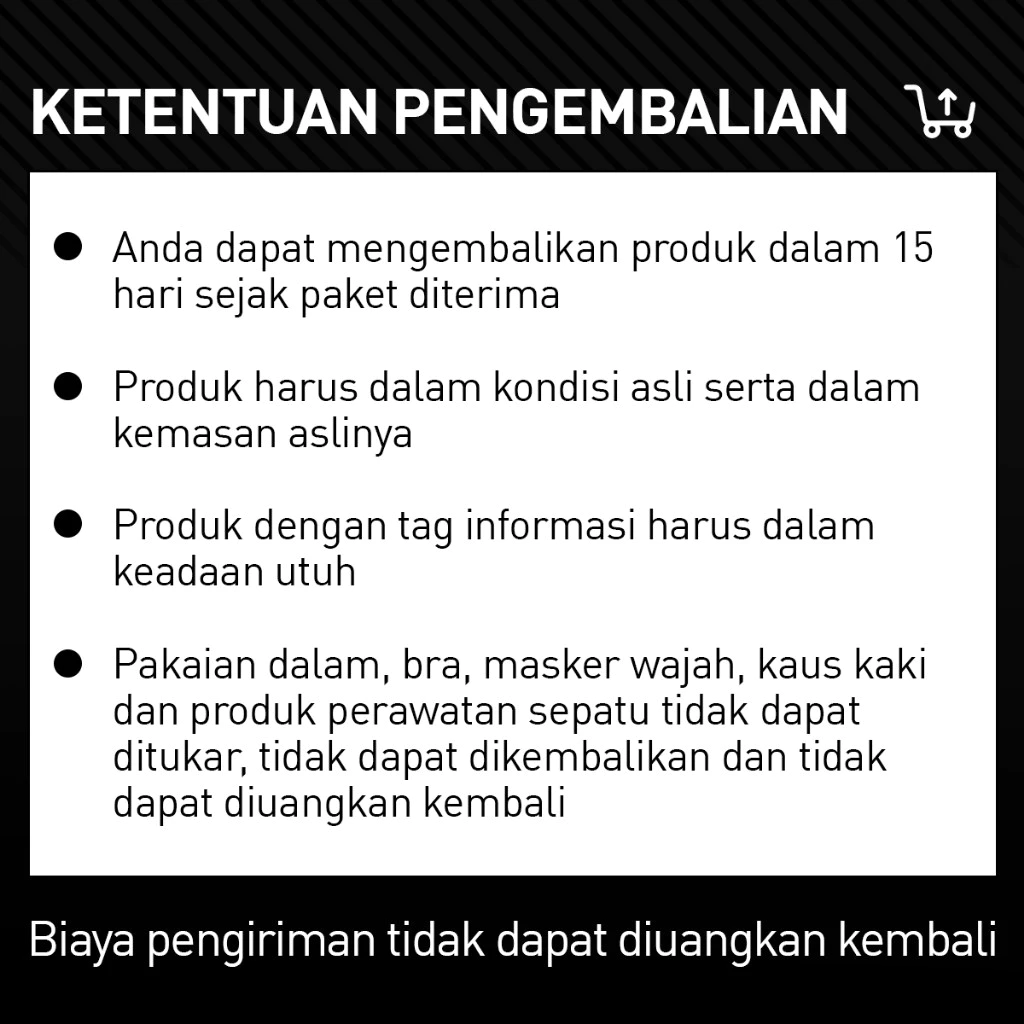 KETENTUAN PENGEMBALIAN
● Anda dapat mengembalikan produk dalam 15
hari sejak paket diterima
● Produk harus dalam kondisi asli serta dalam
kemasan aslinya
● Produk dengan tag informasi harus dalam
keadaan utuh
● Pakaian dalam, bra, masker wajah, kaus kaki
dan produk perawatan sepatu tidak dapat
ditukar, tidak dapat dikembalikan dan tidak
dapat diuangkan kembali
Biaya pengiriman tidak dapat diuangkan kembali